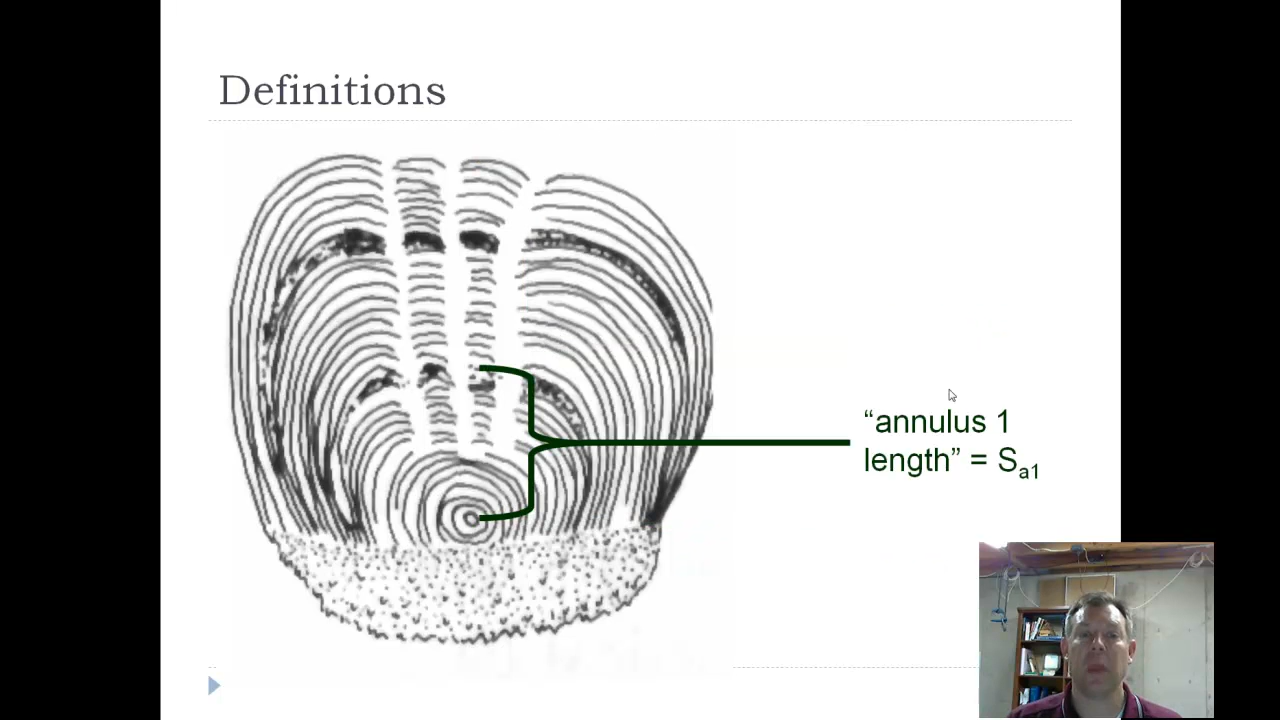 Definitions
“annulus 1
length” = Sa1